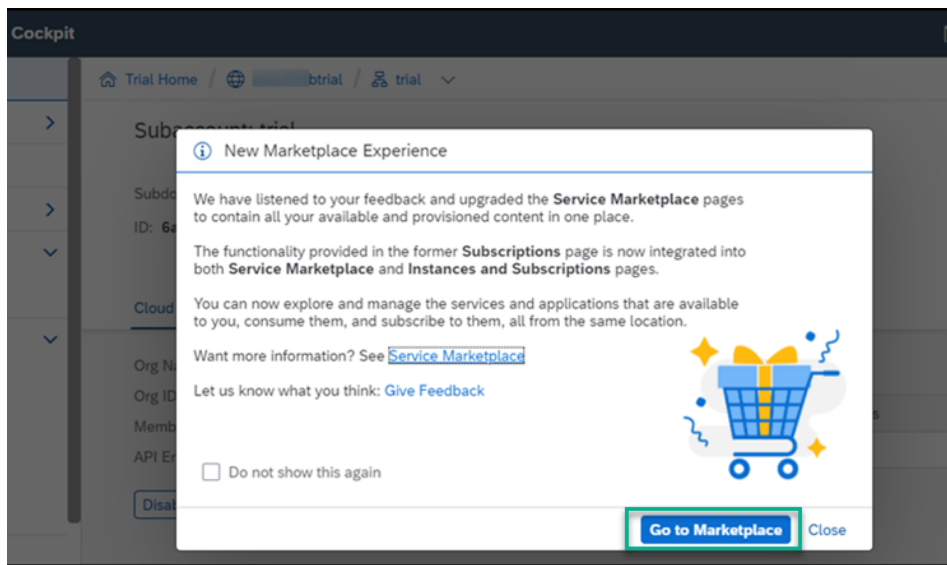 Cockpit
Trial Home / btrial / trial
Subaccount: trial
New Marketplace Experience
Subdo
We have listened to your feedback and upgraded the Service Marketplace pages
to contain all your available and provisioned content in one place.
ID: 6a
The functionality provided in the former Subscriptions page is now integrated into
both Service Marketplace and Instances and Subscriptions pages.
Cloud
You can now explore and manage the services and applications that are available
to you, consume them, and subscribe to them, all from the same location.
Want more information? See Service Marketplace
Org Na
Let us know what you think: Give Feedback
Org ID
Memb
s
API En
Do not show this again
Disab
Go to Marketplace Close